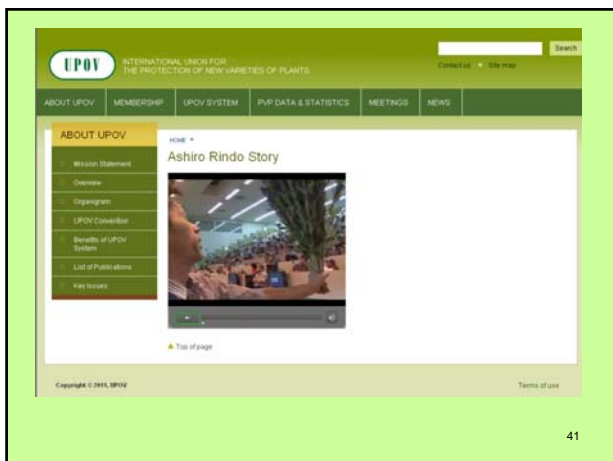 Search
UPOV
INTERNATIONAL UNION FOR
THE PROTECTION OF NEW VARIETIES OF PLANTS
Contact us Site map
ABOUT UPOV MEMBERSHIP UPOV SYSTEM PVP DATA & STATISTICS MEETINGS NEWS
ABOUT UPOV
Mission Statement
Overview
Organigram
UPOV Convention
Benefits of UPOV
System
List of Publications
Key Issues
HOME
Ashiro Rindo Story
Top of page
Copyright © 2011, UPOV
Terms of use
41